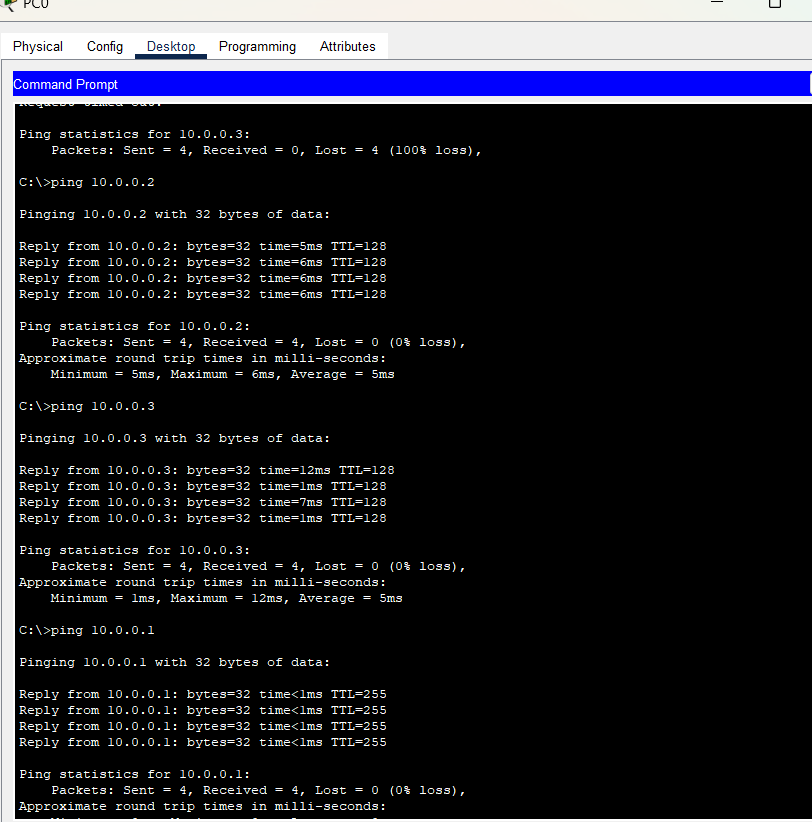 PC0
Physical Config Desktop Programming Attributes
Command Prompt
Request timed out.
Ping statistics for 10.0.0.3:
Packets: Sent = 4, Received = 0, Lost = 4 (100% loss),
C:\>ping 10.0.0.2
Pinging 10.0.0.2 with 32 bytes of data:
Reply from 10.0.0.2: bytes=32 time=5ms TTL=128
Reply from 10.0.0.2: bytes=32 time=6ms TTL=128
Reply from 10.0.0.2: bytes=32 time=6ms TTL=128
Reply from 10.0.0.2: bytes=32 time=6ms TTL=128
Ping statistics for 10.0.0.2:
Packets: Sent = 4, Received = 4, Lost = 0 (0% loss),
Approximate round trip times in milli-seconds:
Minimum = 5ms, Maximum = 6ms, Average = 5ms
C:\>ping 10.0.0.3
Pinging 10.0.0.3 with 32 bytes of data:
Reply from 10.0.0.3: bytes=32 time=12ms TTL=128
Reply from 10.0.0.3: bytes=32 time=1ms TTL=128
Reply from 10.0.0.3: bytes=32 time=7ms TTL=128
Reply from 10.0.0.3: bytes=32 time=1ms TTL=128
Ping statistics for 10.0.0.3:
Packets: Sent = 4, Received = 4, Lost = 0 (0% loss),
Approximate round trip times in milli-seconds:
Minimum = 1ms, Maximum = 12ms, Average = 5ms
C:\>ping 10.0.0.1
Pinging 10.0.0.1 with 32 bytes of data:
Reply from 10.0.0.1: bytes=32 time<1ms TTL=255
Reply from 10.0.0.1: bytes=32 time<1ms TTL=255
Reply from 10.0.0.1: bytes=32 time<1ms TTL=255
Reply from 10.0.0.1: bytes=32 time<1ms TTL=255
Ping statistics for 10.0.0.1:
Packets: Sent = 4, Received = 4, Lost = 0 (0% loss),
Approximate round trip times in milli-seconds: